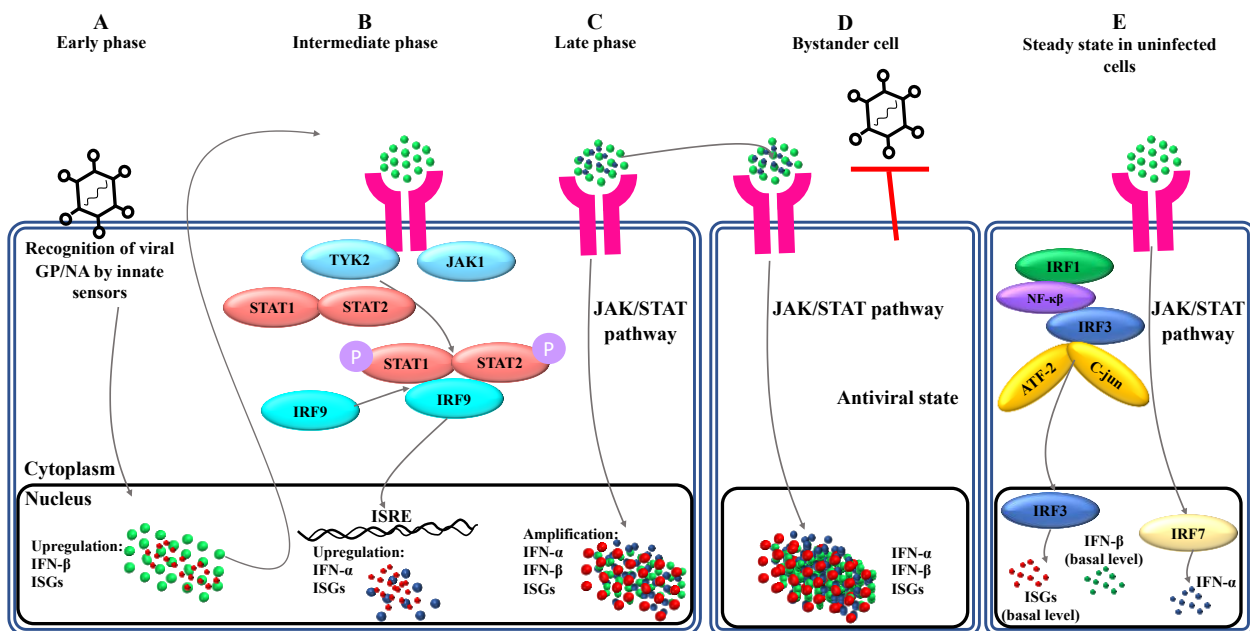 A
Early phase
B
Intermediate phase
C
Late phase
D
Bystander cell
E
Steady state in uninfected
cells
Recognition of viral
GP/NA by innate
sensors
TYK2
JAK1
STAT1
STAT2
P
STAT1
STAT2
P
IRF9
IRF9
JAK/STAT
pathway
JAK/STAT pathway
Antiviral state
IRF1
NF-κβ
IRF3
ATF-2
C-jun
JAK/STAT
pathway
Cytoplasm
Nucleus
Upregulation:
IFN-β
ISGs
ISRE
Upregulation:
IFN-α
ISGs
Amplification:
IFN-α
IFN-β
ISGs
IFN-α
IFN-β
ISGs
IRF3
IFN-β
(basal level)
ISGs
(basal level)
IRF7
IFN-α